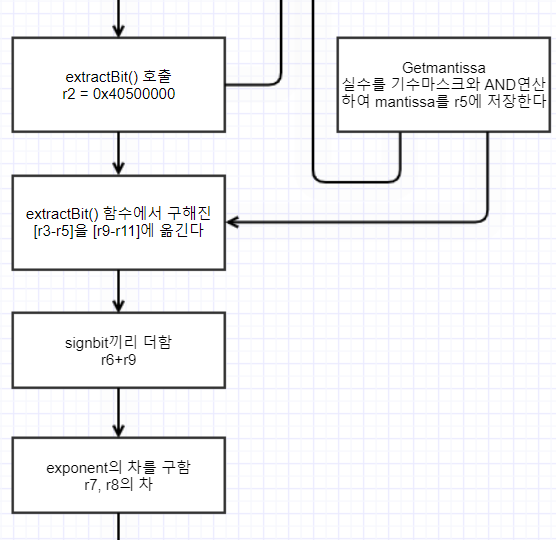 extractBit() 호출
r2 = 0x40500000
Getmantissa
실수를 기수마스크와 AND연산
하여 mantissa를 r5에 저장한다
extractBit() 함수에서 구해진
[r3-r5]을 [r9-r11]에 옮긴다
signbit끼리 더함
r6+r9
exponent의 차를 구함
r7, r8의 차